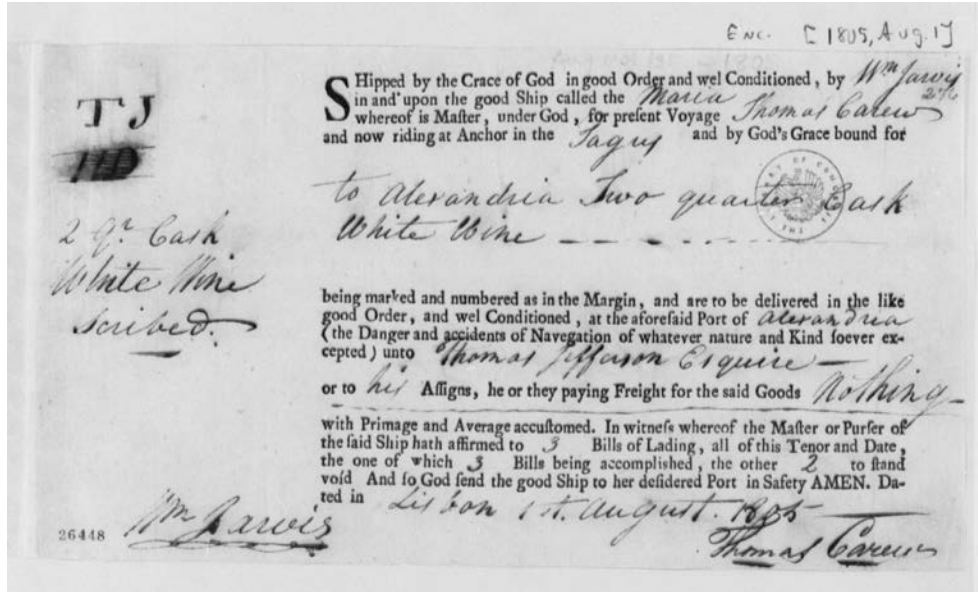 Enc. [1805, Aug. 1]
SHipped by the Crace of God in good Order and wel Conditioned, by Wm Jarvis
in and upon the good Ship called the Maria
whereof is Maſter, under God, for preſent Voyage Thomas Carew
and now riding at Anchor in the Tagus and by God's Grace bound for
to Alexandria Two quarter Cask
White Wine
TJ
2 qr. Cask
White Wine
Scribed.
being marked and numbered as in the Margin, and are to be delivered in the like
good Order, and wel Conditioned, at the aforeſaid Port of Alexandria
(the Danger and accidents of Navegation of whatever nature and Kind ſoever ex-
cepted) unto Thomas Jefferson Esquire
or to his Aſſigns, he or they paying Freight for the said Goods Nothing
with Primage and Average accuſtomed. In witneſs whereof the Maſter or Purſer of
the ſaid Ship hath affirmed to 3 Bills of Lading, all of this Tenor and Date,
the one of which 3 Bills being accompliſhed, the other 2 to ſtand
void And ſo God ſend the good Ship to her deſidered Port in Safety AMEN. Da-
ted in Lisbon 1st. August. 1805
Wm Jarvis
Thomas Carew
26448